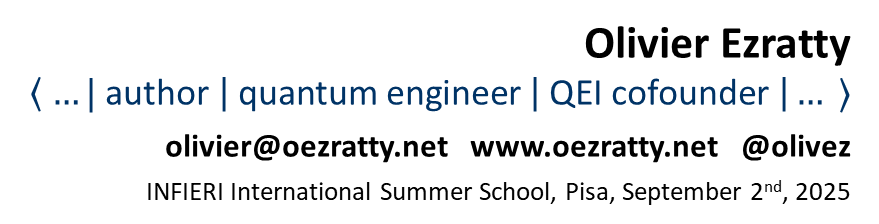 Olivier Ezratty
⟨ ... | author | quantum engineer | QEI cofounder | ... ⟩
olivier@oezratty.net www.oezratty.net @olivez
INFIERI International Summer School, Pisa, September 2nd, 2025